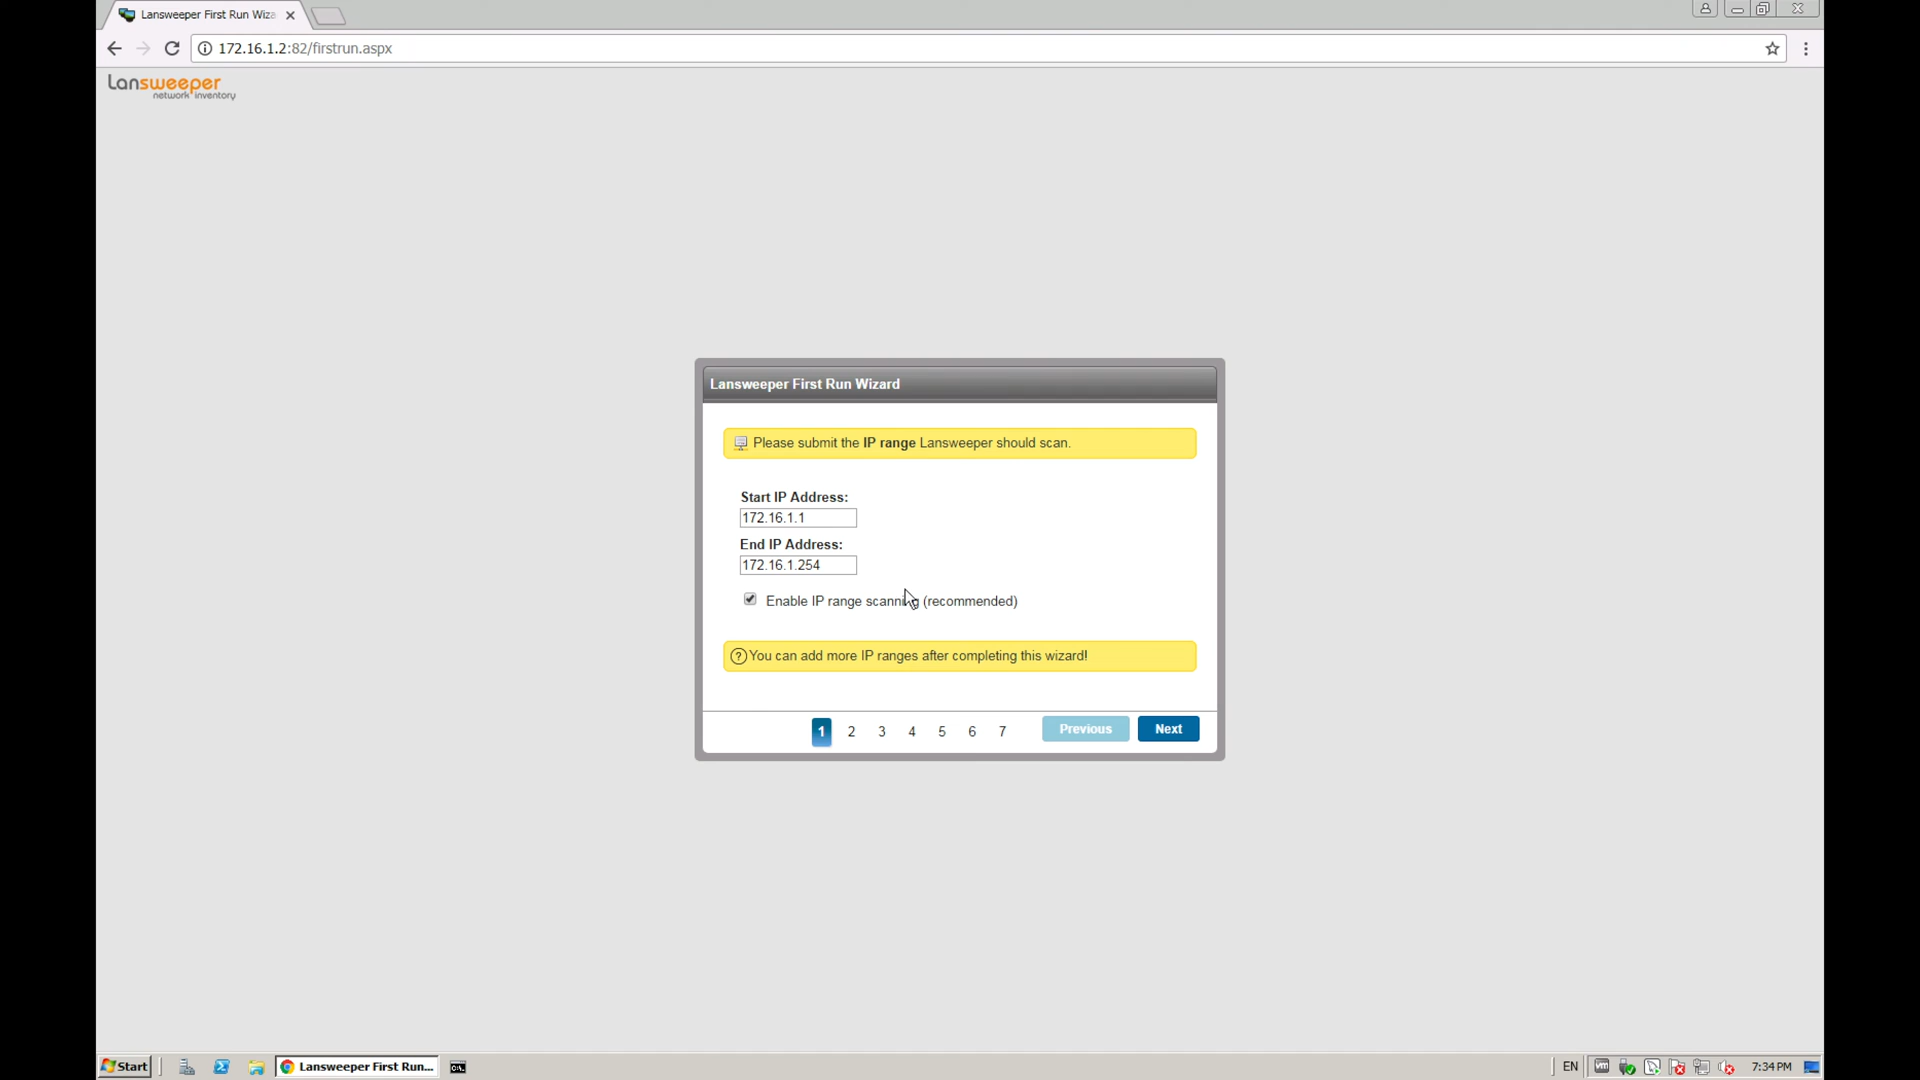 Lansweeper First Run Wiza
172.16.1.2:82/firstrun.aspx
Lansweeper
network inventory
Lansweeper First Run Wizard
Please submit the IP range Lansweeper should scan.
Start IP Address:
172.16.1.1
End IP Address:
172.16.1.254
Enable IP range scanning (recommended)
You can add more IP ranges after completing this wizard!
1 2 3 4 5 6 7 Previous Next
Start Lansweeper First Run... EN 7:34 PM